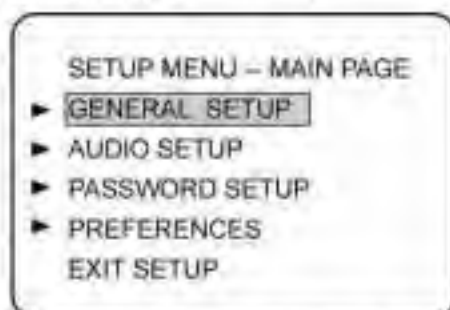 SETUP MENU – MAIN PAGE
GENERAL SETUP
AUDIO SETUP
PASSWORD SETUP
PREFERENCES
EXIT SETUP